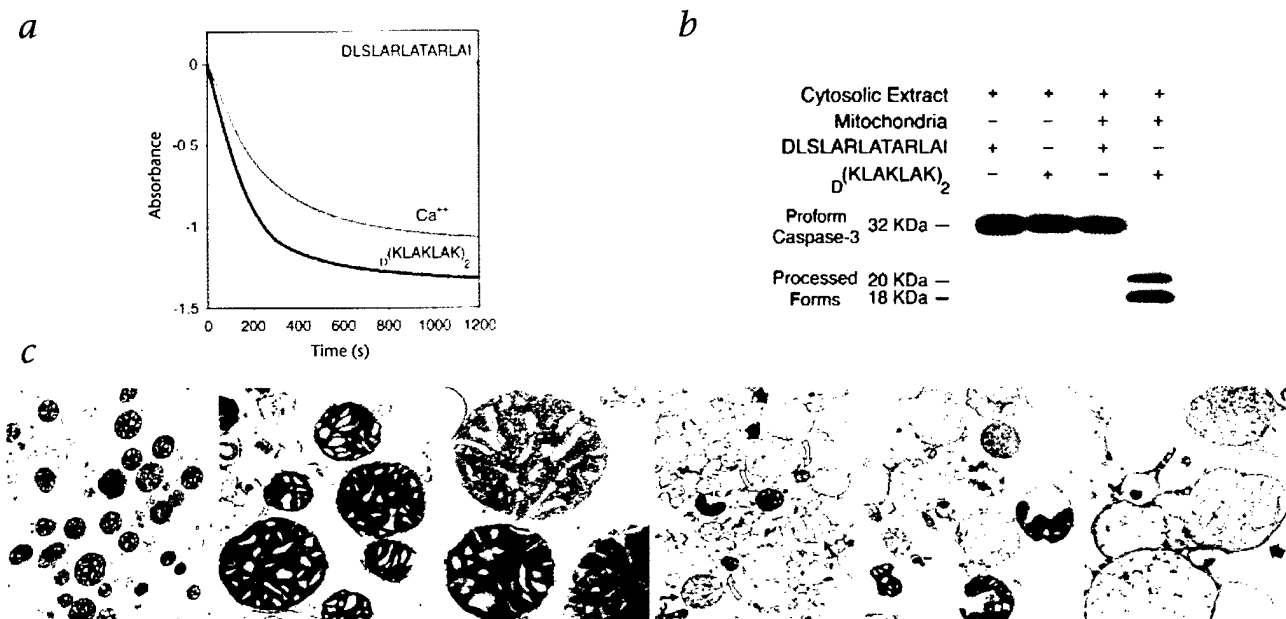 a
DLSLARLATARLAI
0
-0.5
-1
-1.5
Absorbance
Ca++
D(KLAKLAK)2
0 200 400 600 800 1000 1200
Time (s)
b
Cytosolic Extract + + + +
Mitochondria – – + +
DLSLARLATARLAI + – + –
D(KLAKLAK)2 – + – +
Proform 32 KDa –
Caspase-3
Processed 20 KDa –
Forms 18 KDa –
c